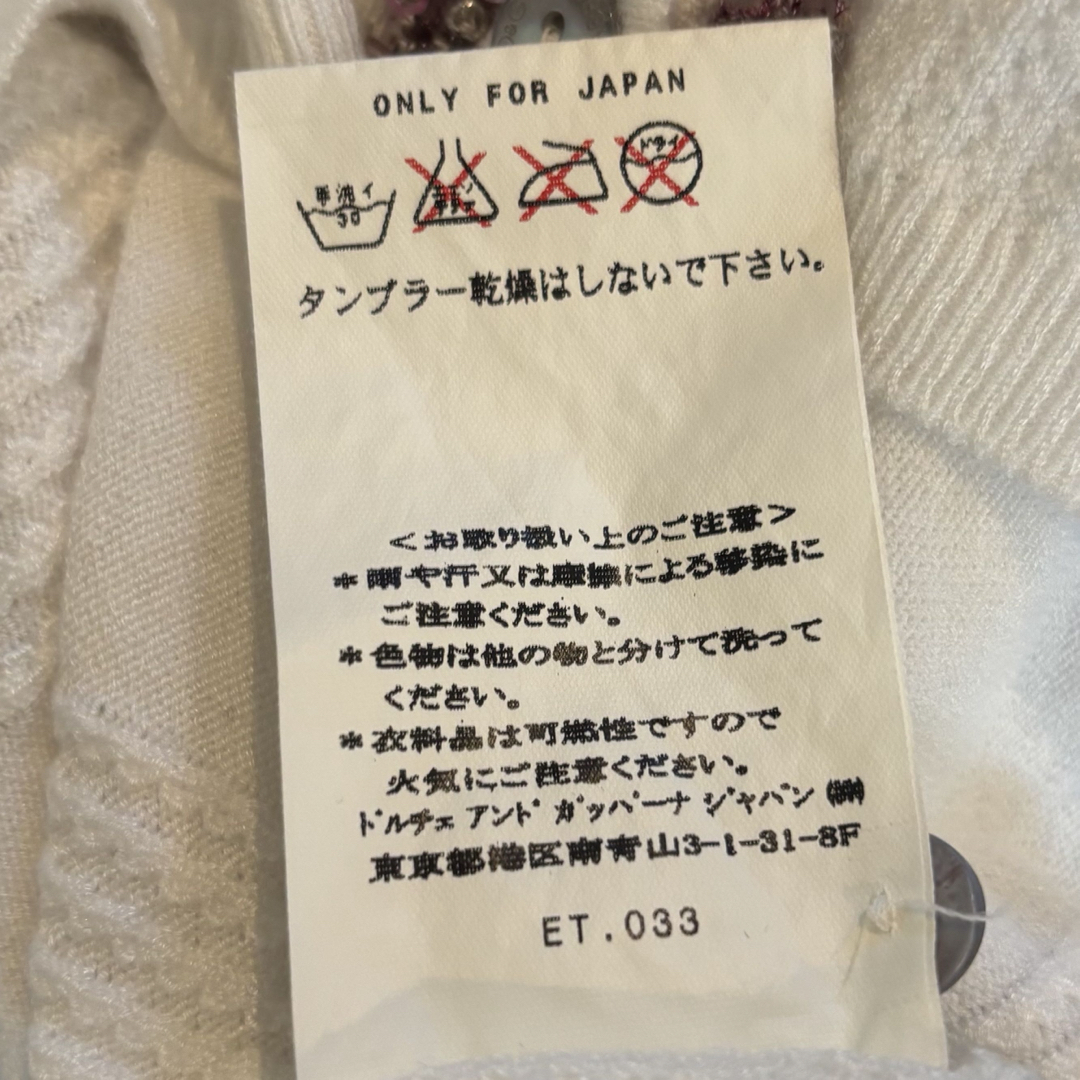 ONLY FOR JAPAN
手洗イ
30
ドライ
タンブラー乾燥はしないで下さい。
<お取り扱い上のご注意>
*雨や汗又は摩擦による移染に
ご注意ください。
*色物は他の物と分けて洗って
ください。
*衣料品は可燃性ですので
火気にご注意ください。
ドルチェ アンド ガッバーナ ジャパン ㈱
東京都港区南青山3-1-31-8F
ET.033